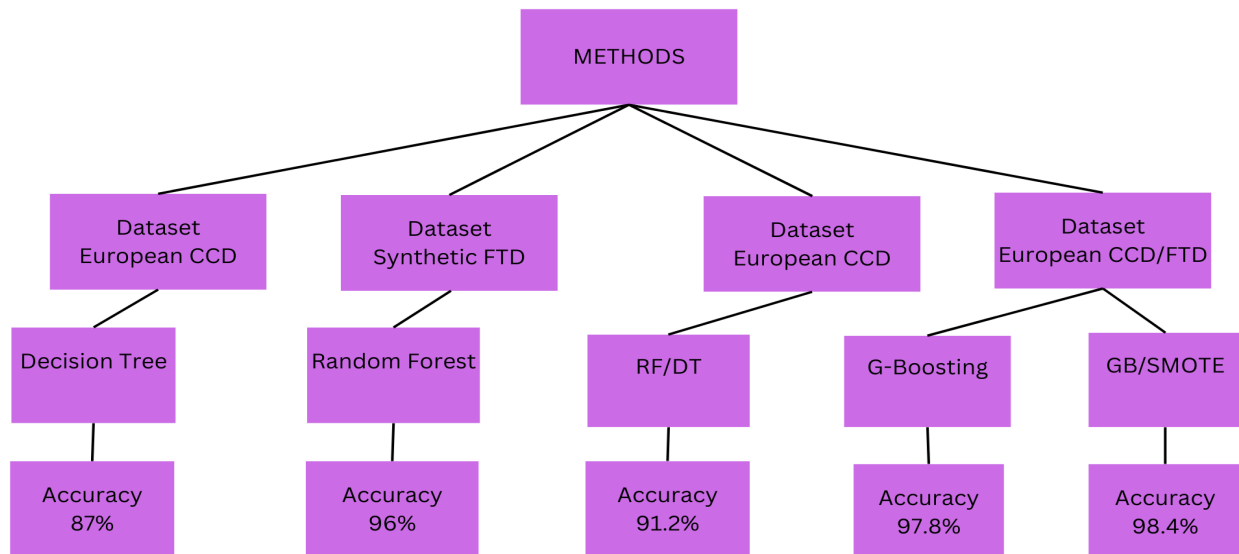 METHODS
Dataset
European CCD
Dataset
Synthetic FTD
Dataset
European CCD
Dataset
European CCD/FTD
Decision Tree
Random Forest
RF/DT
G-Boosting
GB/SMOTE
Accuracy
87%
Accuracy
96%
Accuracy
91.2%
Accuracy
97.8%
Accuracy
98.4%